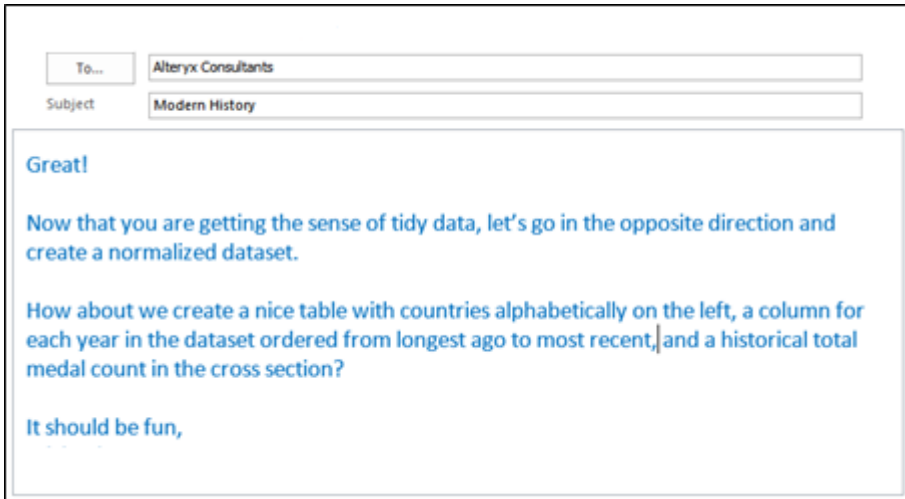 To...
Alteryx Consultants
Subject
Modern History
Great!
Now that you are getting the sense of tidy data, let's go in the opposite direction and
create a normalized dataset.
How about we create a nice table with countries alphabetically on the left, a column for
each year in the dataset ordered from longest ago to most recent, and a historical total
medal count in the cross section?
It should be fun,